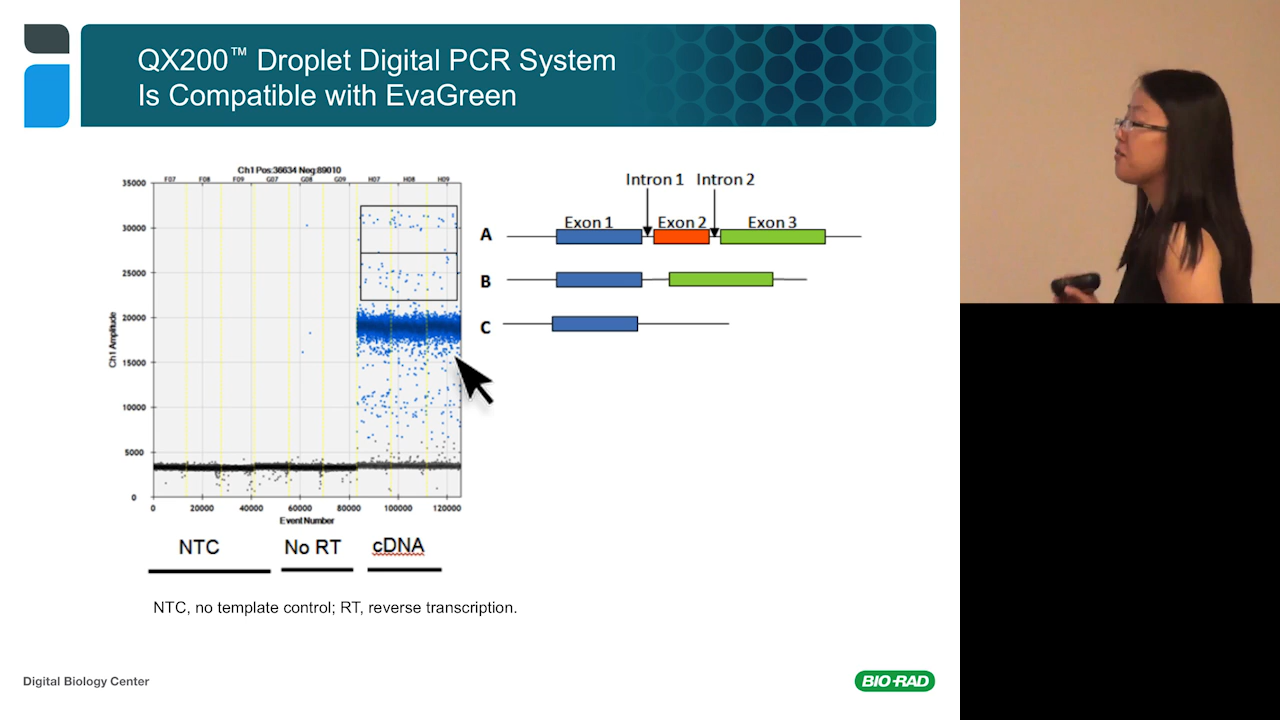 QX200™ Droplet Digital PCR System
Is Compatible with EvaGreen
Ch1 Pos:36634 Neg:89010
F07 F08 F09 G07 G08 G09 H07 H08 H09
35000
30000
25000
20000
15000
10000
5000
0
Ch1 Amplitude
0 20000 40000 60000 80000 100000 120000
Event Number
NTC No RT cDNA
Intron 1 Intron 2
A Exon 1 Exon 2 Exon 3
B
C
NTC, no template control; RT, reverse transcription.
Digital Biology Center
BIO-RAD